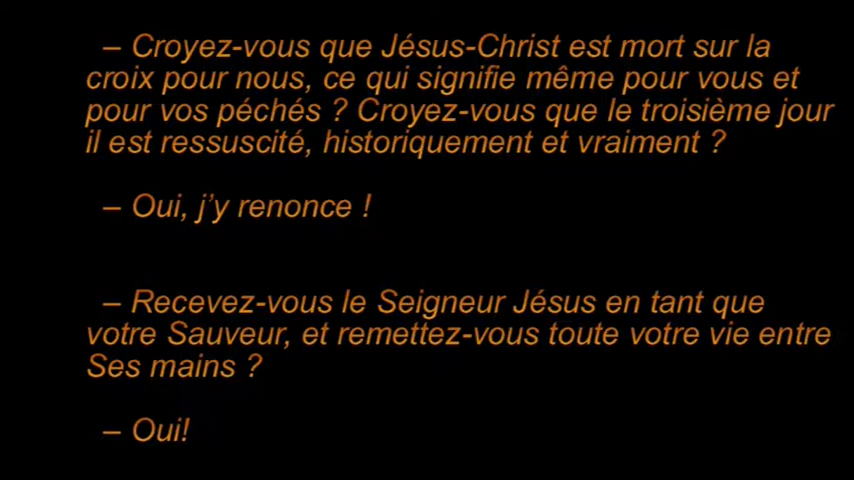 – Croyez-vous que Jésus-Christ est mort sur la
croix pour nous, ce qui signifie même pour vous et
pour vos péchés ? Croyez-vous que le troisième jour
il est ressuscité, historiquement et vraiment ?
– Oui, j’y renonce !
– Recevez-vous le Seigneur Jésus en tant que
votre Sauveur, et remettez-vous toute votre vie entre
Ses mains ?
– Oui!